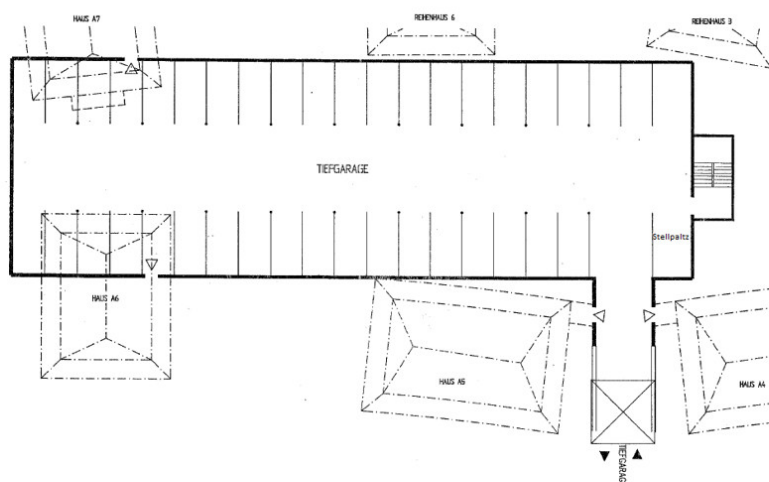 HAUS A7
REIHENHAUS 6
REIHENHAUS 3
TIEFGARAGE
Stellpaltz
HAUS A6
HAUS A5
HAUS A4
TIEFGARAG